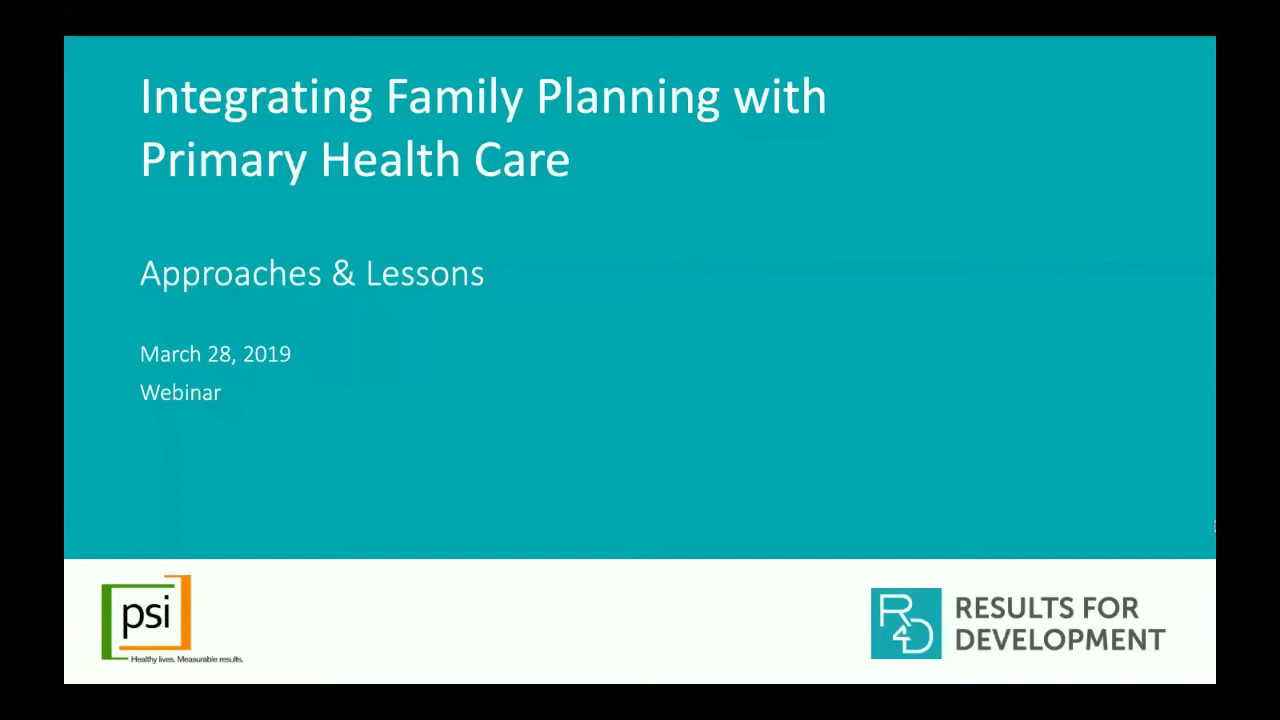 Integrating Family Planning with
Primary Health Care
Approaches & Lessons
March 28, 2019
Webinar
psi
Healthy lives. Measurable results.
R4D
RESULTS FOR
DEVELOPMENT